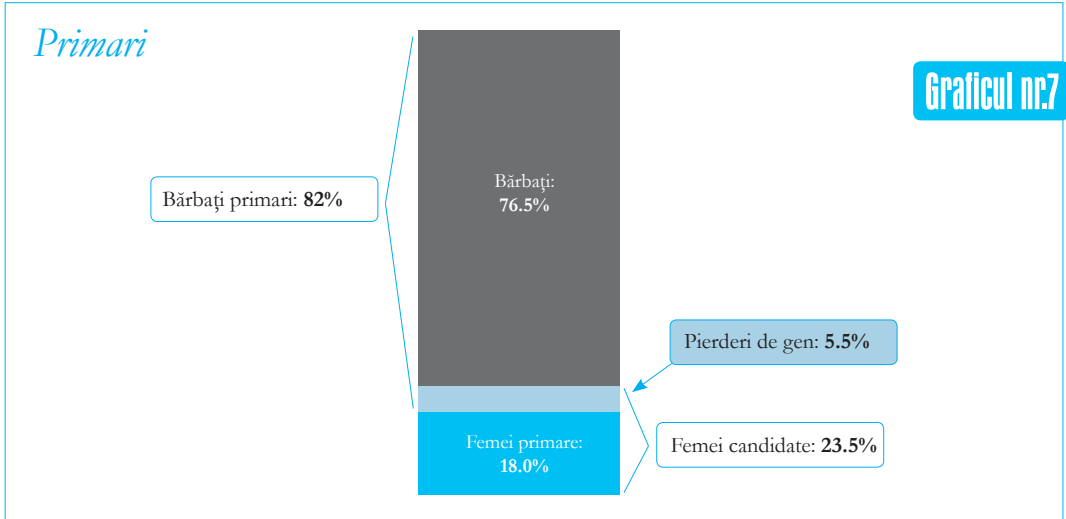 Primari
Graficul nr.7
Bărbați:
76.5%
Bărbați primari: 82%
Pierderi de gen: 5.5%
Femei primare:
18.0%
Femei candidate: 23.5%